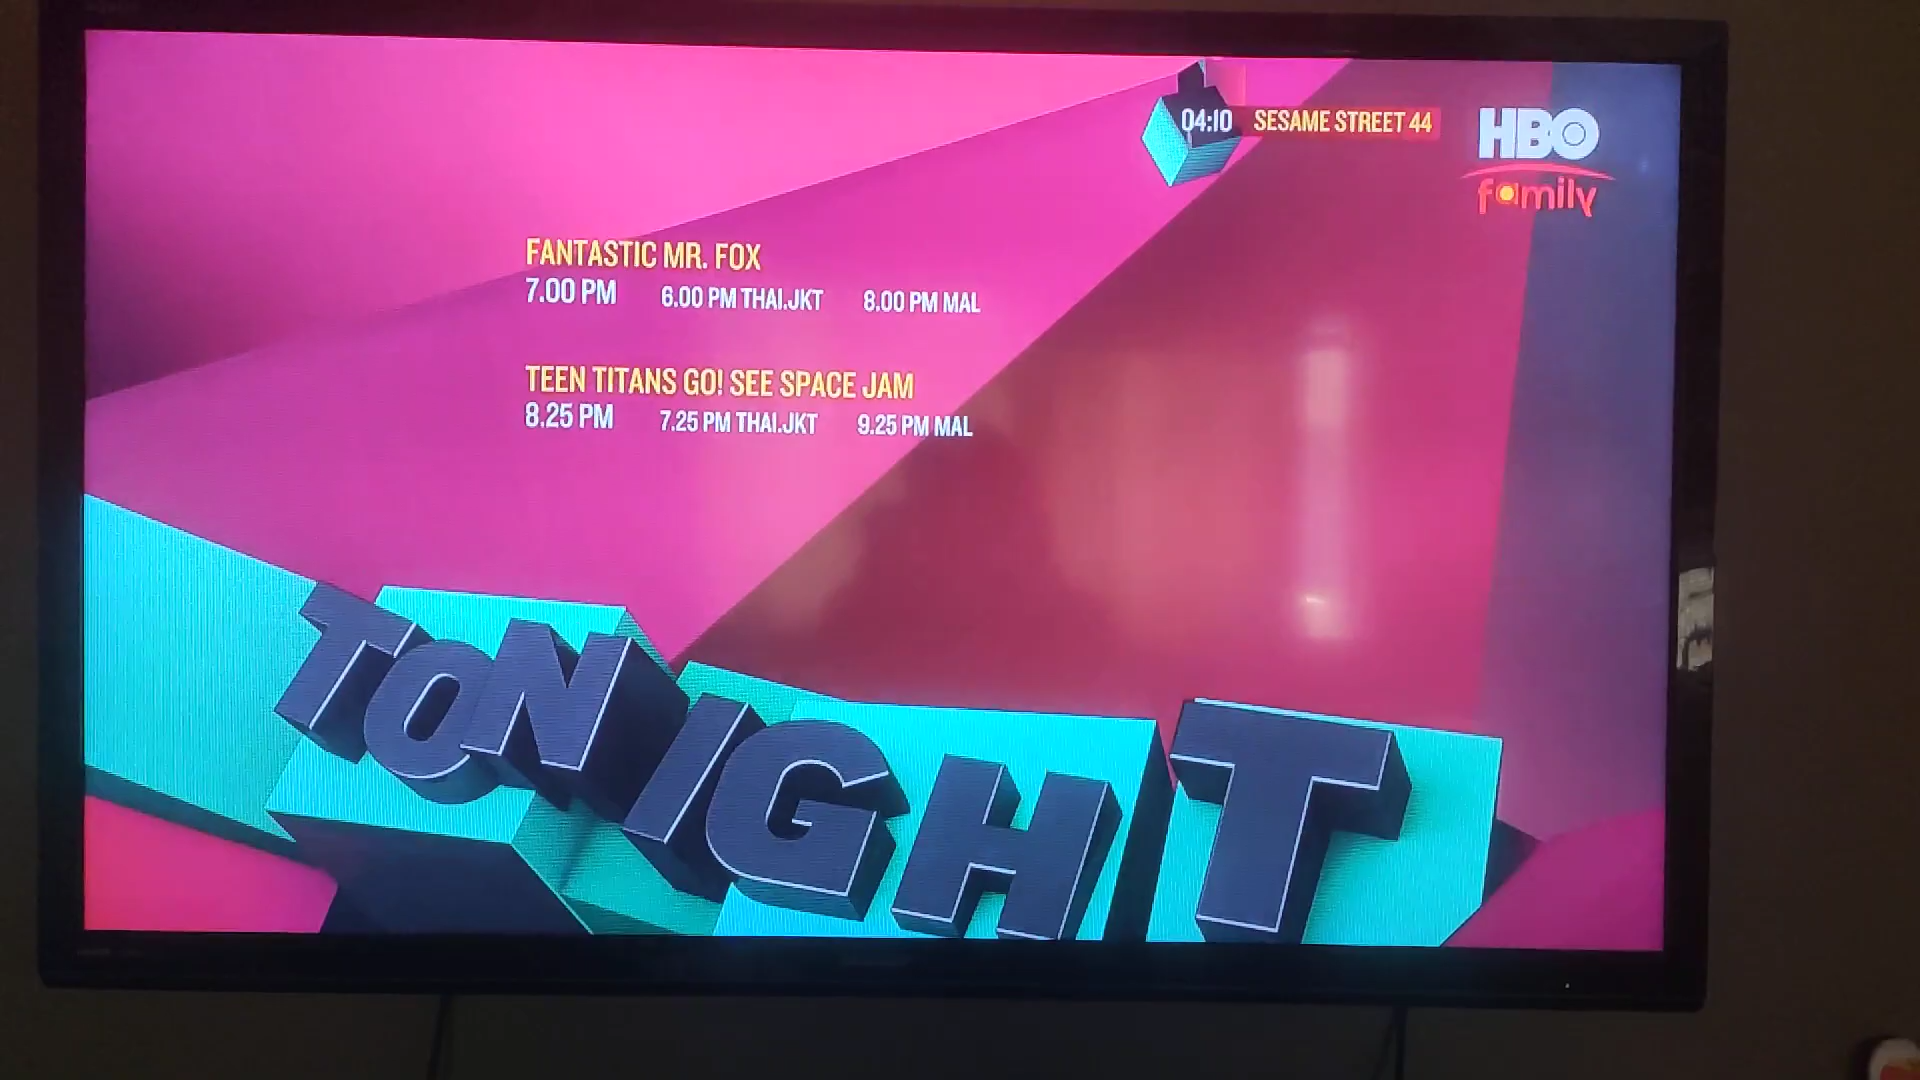 04:10 SESAME STREET 44
HBO
family
FANTASTIC MR. FOX
7.00 PM 6.00 PM THAI.JKT 8.00 PM MAL
TEEN TITANS GO! SEE SPACE JAM
8.25 PM 7.25 PM THAI.JKT 9.25 PM MAL
TONIGHT